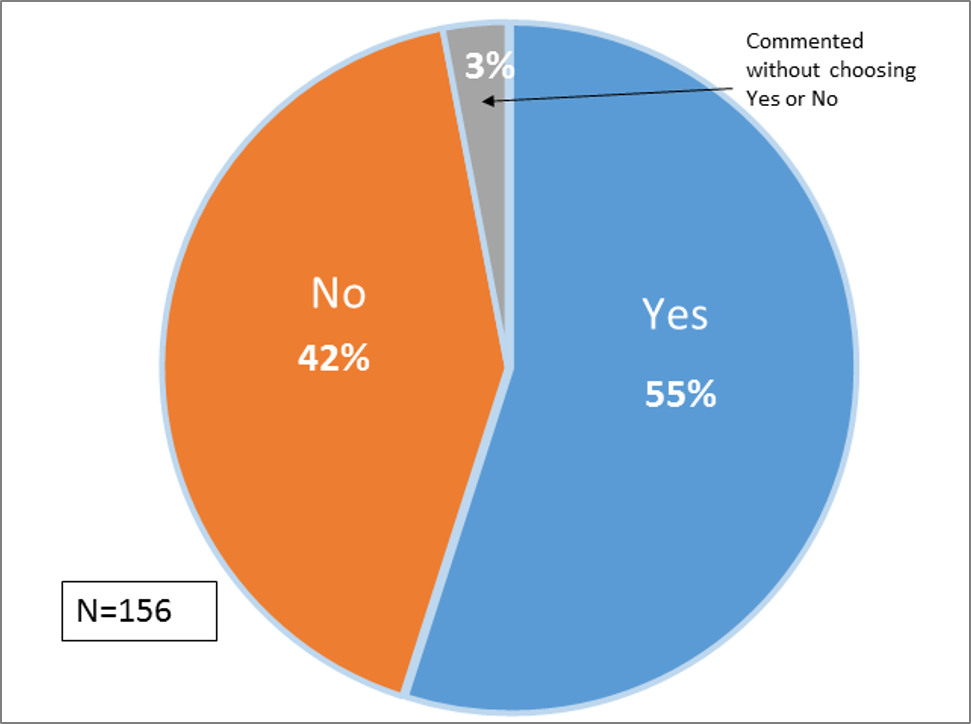 3%
Commented
without choosing
Yes or No
No
42%
Yes
55%
N=156